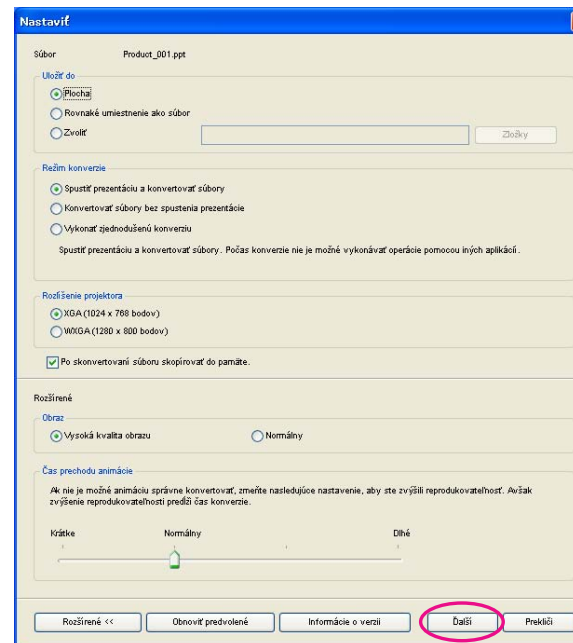 Nastaviť
Súbor Product_001.ppt
Uložiť do
Plocha
Rovnaké umiestnenie ako súbor
Zvoliť Zložky
Režim konverzie
Spustiť prezentáciu a konvertovať súbory
Konvertovať súbory bez spustenia prezentácie
Vykonať zjednodušenú konverziu
Spustiť prezentáciu a konvertovať súbory. Počas konverzie nie je možné vykonávať operácie pomocou iných aplikácií.
Rozlíšenie projektora
XGA (1024 x 768 bodov)
WXGA (1280 x 800 bodov)
Po skonvertovaní súboru skopírovať do pamäte.
Rozšírené
Obraz
Vysoká kvalita obrazu Normálny
Čas prechodu animácie
Ak nie je možné animáciu správne konvertovať, zmeňte nasledujúce nastavenie, aby ste zvýšili reprodukovateľnosť. Avšak
zvýšenie reprodukovateľnosti predĺži čas konverzie.
Krátke Normálny Dlhé
Rozšírené << Obnoviť predvolené Informácie o verzii Ďalší Prekliči